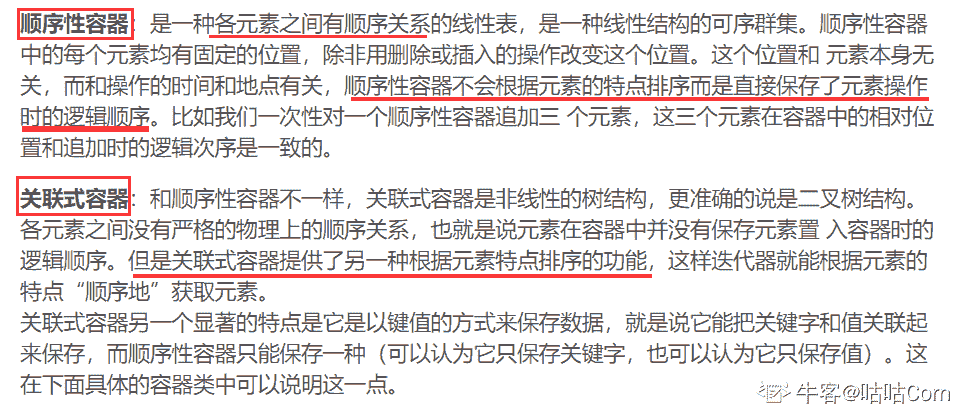 顺序性容器：是一种各元素之间有顺序关系的线性表，是一种线性结构的可序群集。顺序性容器
中的每个元素均有固定的位置，除非用删除或插入的操作改变这个位置。这个位置和 元素本身无
关，而和操作的时间和地点有关，顺序性容器不会根据元素的特点排序而是直接保存了元素操作
时的逻辑顺序。比如我们一次性对一个顺序性容器追加三 个元素，这三个元素在容器中的相对位
置和追加时的逻辑次序是一致的。
关联式容器：和顺序性容器不一样，关联式容器是非线性的树结构，更准确的说是二叉树结构。
各元素之间没有严格的物理上的顺序关系，也就是说元素在容器中并没有保存元素置 入容器时的
逻辑顺序。但是关联式容器提供了另一种根据元素特点排序的功能，这样迭代器就能根据元素的
特点“顺序地”获取元素。
关联式容器另一个显著的特点是它是以键值的方式来保存数据，就是说它能把关键字和值关联起
来保存，而顺序性容器只能保存一种（可以认为它只保存关键字，也可以认为它只保存值）。这
在下面具体的容器类中可以说明这一点。
牛客@咕咕Com